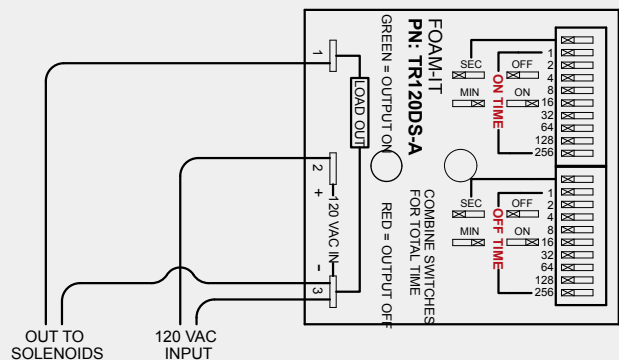 FOAM-IT
PN: TR120DS-A
GREEN = OUTPUT ON
RED = OUTPUT OFF
COMBINE SWITCHES
FOR TOTAL TIME
1
LOAD OUT
2
+
120 VAC IN
-
3
SEC
OFF
MIN
ON
ON TIME
1
2
4
8
16
32
64
128
256
SEC
OFF
MIN
ON
OFF TIME
1
2
4
8
16
32
64
128
256
OUT TO
SOLENOIDS
120 VAC
INPUT